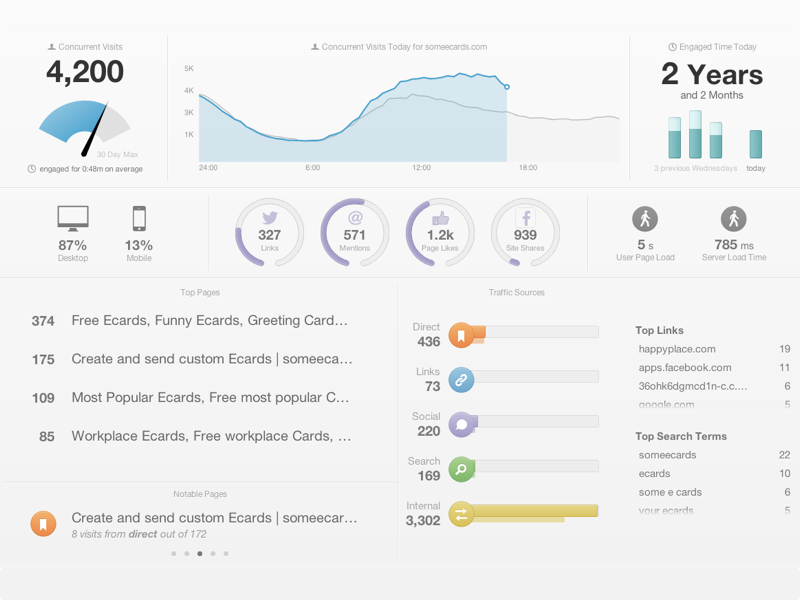 Concurrent Visits
4,200
30 Day Max
engaged for 0:48m on average
Concurrent Visits Today for someecards.com
5K
4K
3K
1K
24:00 6:00 12:00 18:00
Engaged Time Today
2 Years
and 2 Months
3 previous Wednesdays today
87%
Desktop
13%
Mobile
327
Links
@
571
Mentions
1.2k
Page Likes
f
939
Site Shares
5 s
User Page Load
785 ms
Server Load Time
Top Pages
374 Free Ecards, Funny Ecards, Greeting Card...
175 Create and send custom Ecards | someeca...
109 Most Popular Ecards, Free most popular C...
85 Workplace Ecards, Free workplace Cards, ...
Notable Pages
Create and send custom Ecards | someecar...
8 visits from direct out of 172
Traffic Sources
Direct
436
Links
73
Social
220
Search
169
Internal
3,302
Top Links
happyplace.com 19
apps.facebook.com 11
36ohk6dgmcd1n-c.c.... 6
google.com 5
Top Search Terms
someecards 22
ecards 10
some e cards 6
your ecards 5